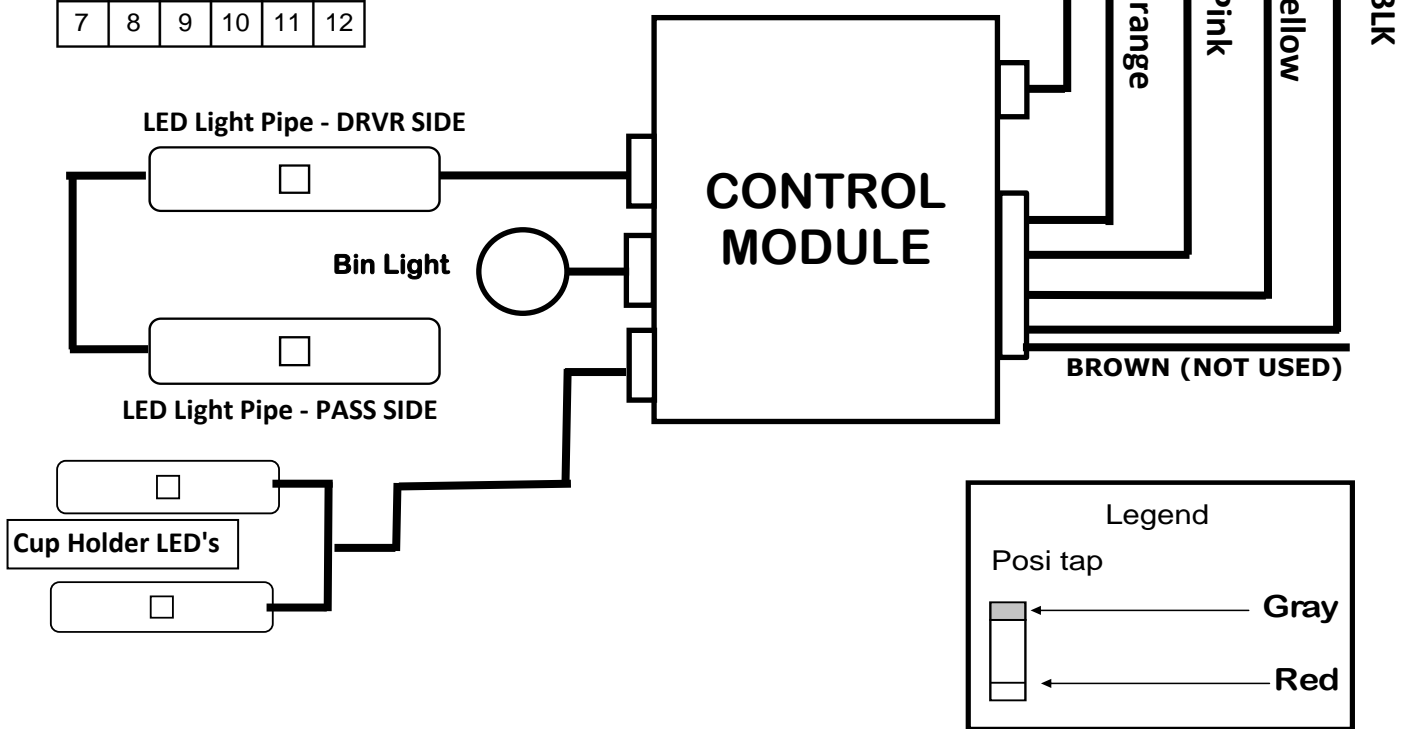 7 8 9 10 11 12
range
Pink
ellow
BLK
LED Light Pipe - DRVR SIDE
CONTROL
MODULE
Bin Light
BROWN (NOT USED)
LED Light Pipe - PASS SIDE
Legend
Posi tap
Cup Holder LED's
Gray
Red